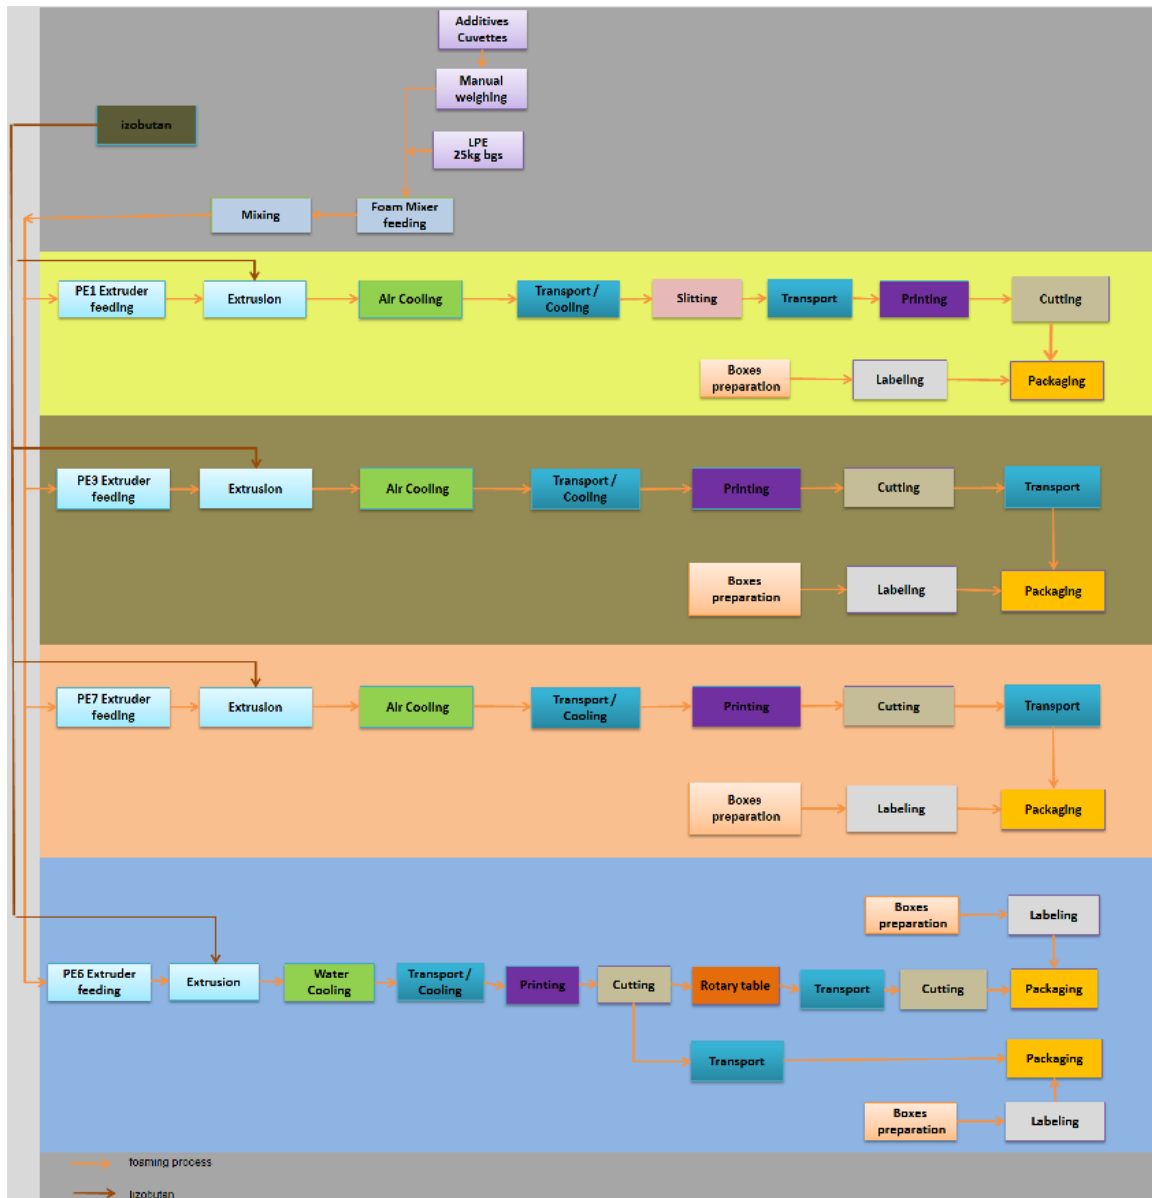 Additives
Cuvettes
Manual
weighing
izobutan
LPE
25kg bgs
Mixing
Foam Mixer
feeding
PE1 Extruder
feeding
Extrusion
Air Cooling
Transport /
Cooling
Slitting
Transport
Printing
Cutting
Boxes
preparation
Labeling
Packaging
PE3 Extruder
feeding
Extrusion
Air Cooling
Transport /
Cooling
Printing
Cutting
Transport
Boxes
preparation
Labeling
Packaging
PE7 Extruder
feeding
Extrusion
Air Cooling
Transport /
Cooling
Printing
Cutting
Transport
Boxes
preparation
Labeling
Packaging
Boxes
preparation
Labeling
PE6 Extruder
feeding
Extrusion
Water
Cooling
Transport /
Cooling
Printing
Cutting
Rotary table
Transport
Cutting
Packaging
Transport
Packaging
Boxes
preparation
Labeling
foaming process
Iizobutan